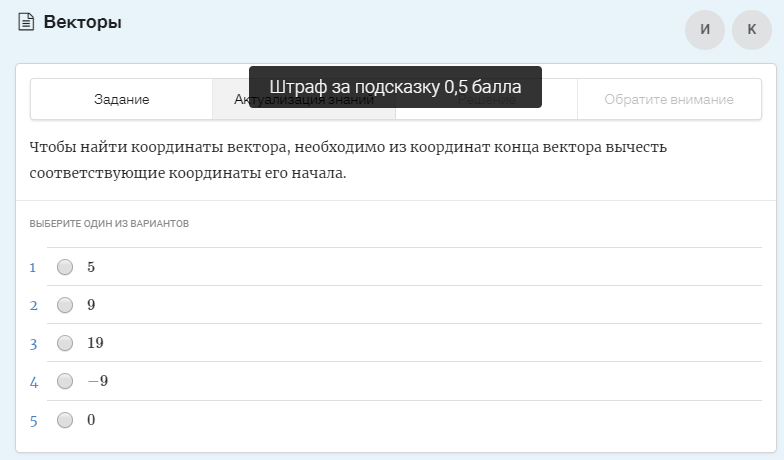 Векторы
И
К
Штраф за подсказку 0,5 балла
Задание
Актуализация знаний
Решение
Обратите внимание
Чтобы найти координаты вектора, необходимо из координат конца вектора вычесть
соответствующие координаты его начала.
ВЫБЕРИТЕ ОДИН ИЗ ВАРИАНТОВ
1 5
2 9
3 19
4 −9
5 0